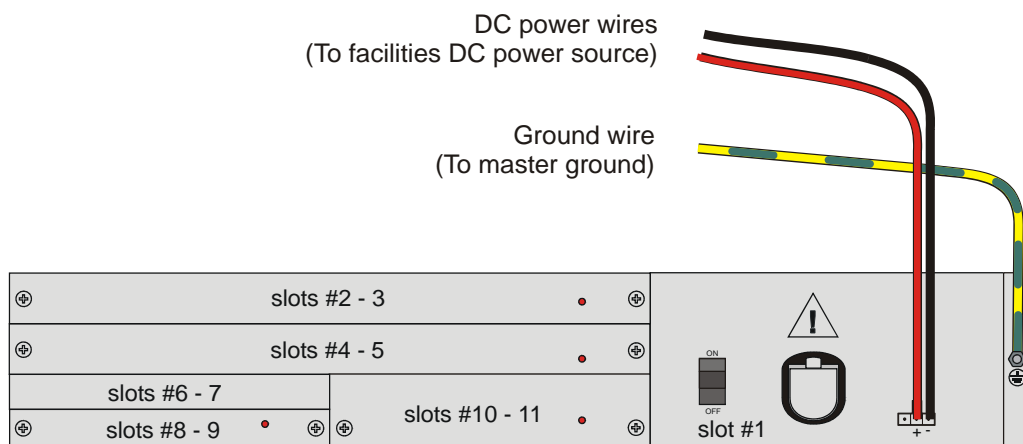 DC power wires
(To facilities DC power source)
Ground wire
(To master ground)
slots #2 - 3
slots #4 - 5
slots #6 - 7
slots #8 - 9
slots #10 - 11
!
ON
OFF
slot #1
+ -